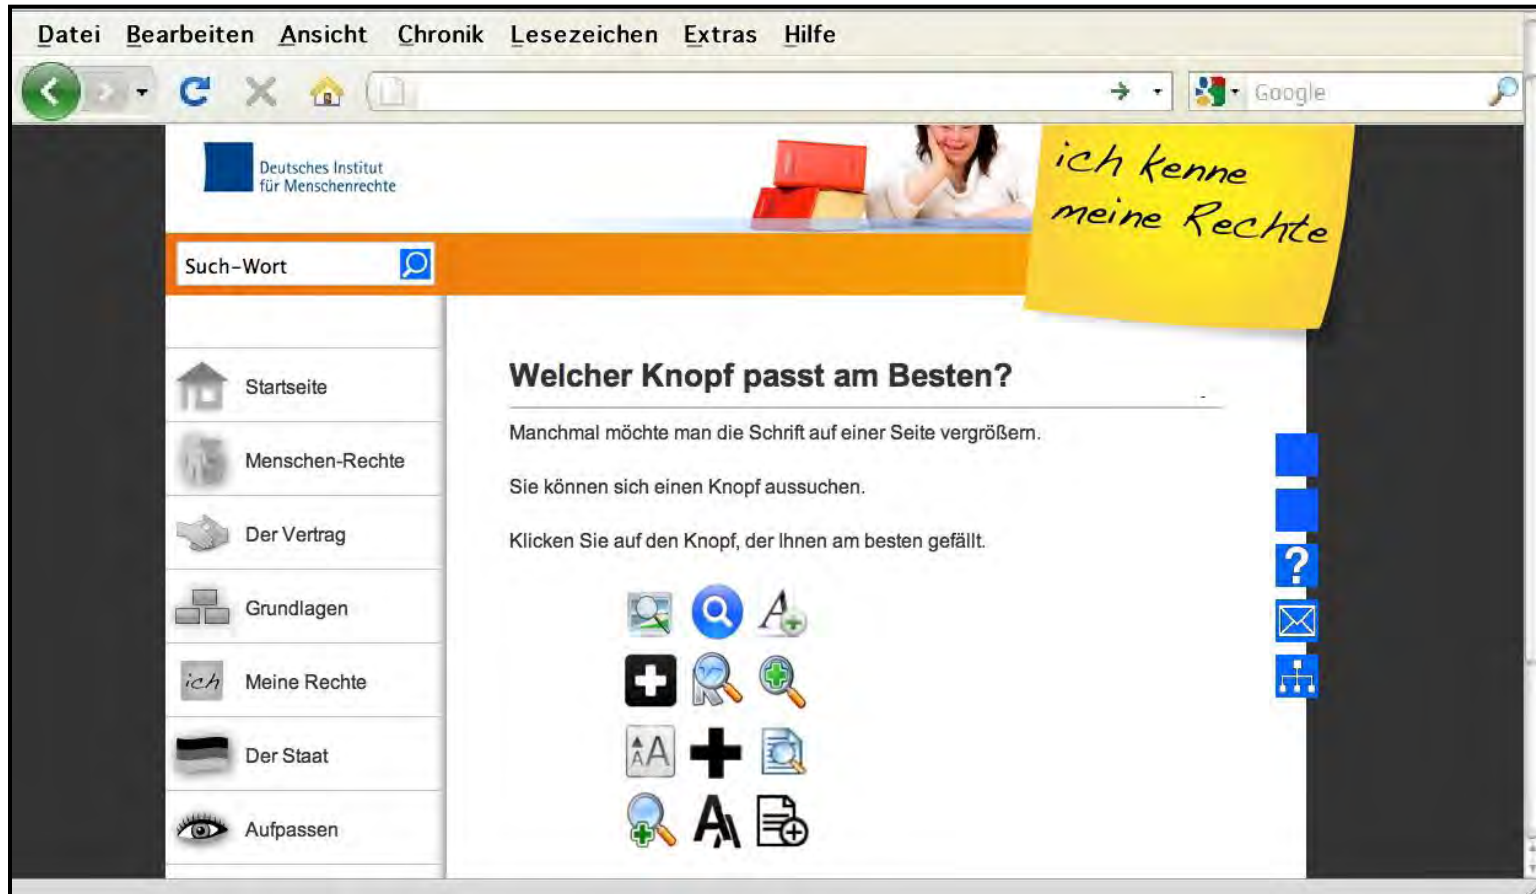 Datei Bearbeiten Ansicht Chronik Lesezeichen Extras Hilfe
Google
Deutsches Institut
für Menschenrechte
ich kenne
meine Rechte
Such-Wort
Startseite
Menschen-Rechte
Der Vertrag
Grundlagen
ich
Meine Rechte
Der Staat
Aufpassen
Welcher Knopf passt am Besten?
Manchmal möchte man die Schrift auf einer Seite vergrößern.
Sie können sich einen Knopf aussuchen.
Klicken Sie auf den Knopf, der Ihnen am besten gefällt.